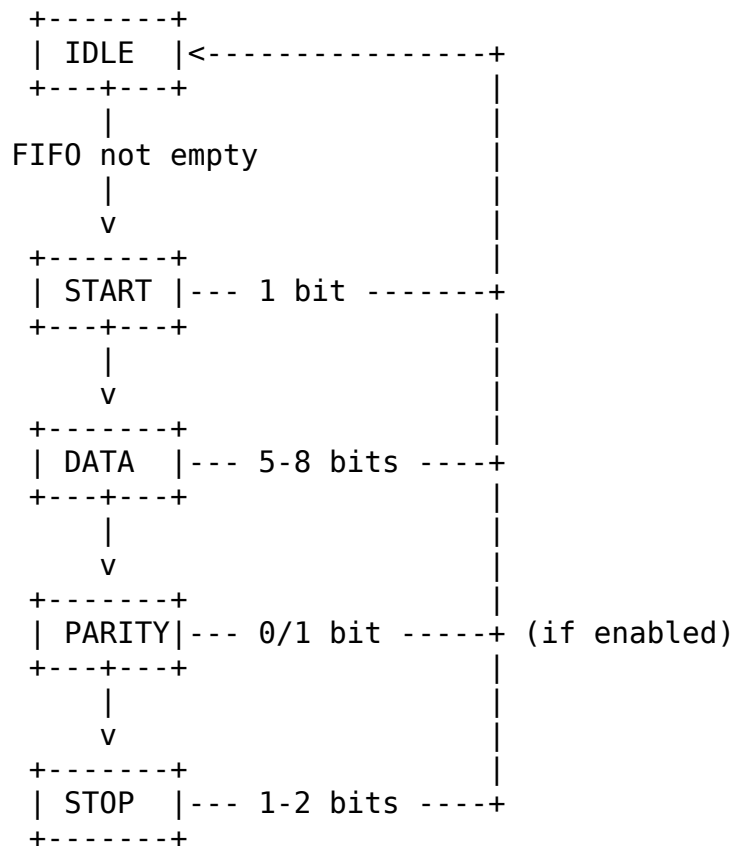 +-------+
| IDLE  |<----------------+
+---+---+                 |
    |                     |
FIFO not empty            |
    |                     |
    v                     |
+-------+                 |
| START |--- 1 bit -------+
+---+---+                 |
    |                     |
    v                     |
+-------+                 |
| DATA  |--- 5-8 bits ----+
+---+---+                 |
    |                     |
    v                     |
+-------+                 |
| PARITY|--- 0/1 bit -----+ (if enabled)
+---+---+                 |
    |                     |
    v                     |
+-------+                 |
| STOP  |--- 1-2 bits ----+
+-------+